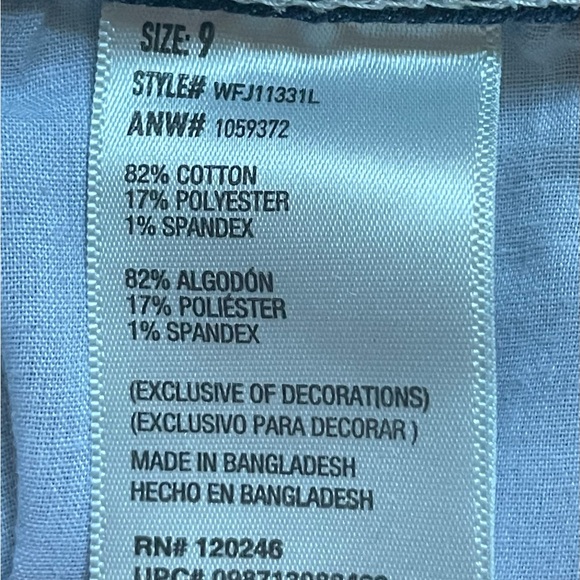 SIZE: 9
STYLE# WFJ11331L
ANW# 1059372
82% COTTON
17% POLYESTER
1% SPANDEX
82% ALGODÓN
17% POLIÉSTER
1% SPANDEX
(EXCLUSIVE OF DECORATIONS)
(EXCLUSIVO PARA DECORAR )
MADE IN BANGLADESH
HECHO EN BANGLADESH
RN# 120246
UPC#